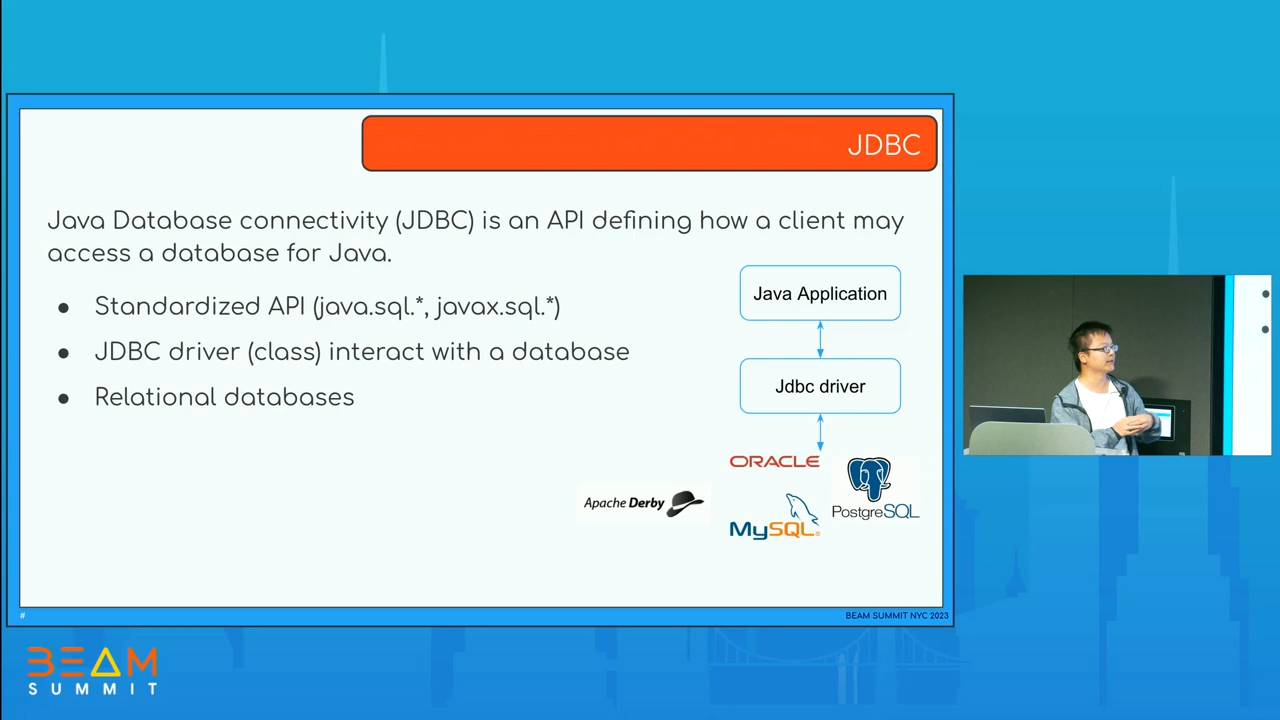 JDBC
Java Database connectivity (JDBC) is an API defining how a client may
access a database for Java.
● Standardized API (java.sql.*, javax.sql.*)
● JDBC driver (class) interact with a database
● Relational databases
Java Application
Jdbc driver
ORACLE
PostgreSQL
Apache Derby
MySQL®
#
BEAM SUMMIT NYC 2023
BEAM
SUMMIT